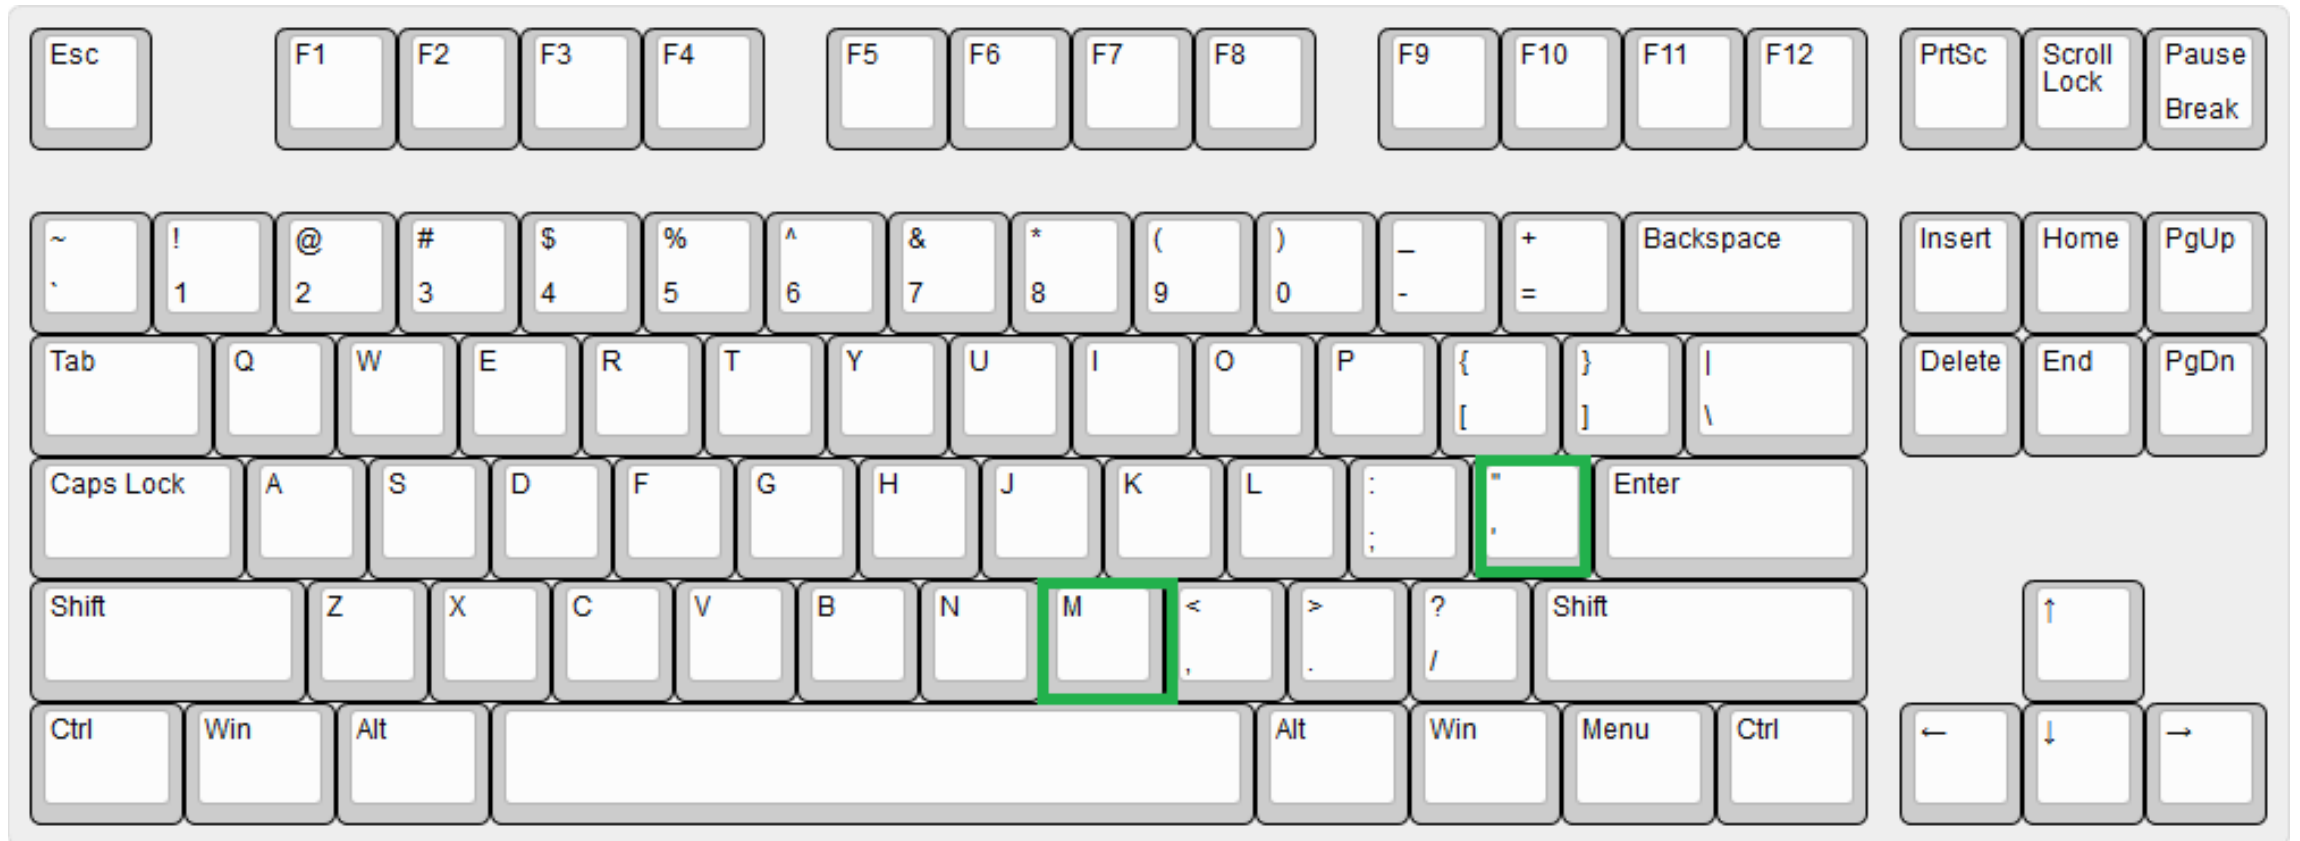 Esc F1 F2 F3 F4 F5 F6 F7 F8 F9 F10 F11 F12 PrtSc Scroll Lock Pause Break
~ ` ! 1 @ 2 # 3 $ 4 % 5 ^ 6 & 7 * 8 ( 9 ) 0 _ - + = Backspace Insert Home PgUp
Tab Q W E R T Y U I O P { [ } ] | \ Delete End PgDn
Caps Lock A S D F G H J K L : ; " ' Enter
Shift Z X C V B N M < , > . ? / Shift ↑
Ctrl Win Alt Alt Win Menu Ctrl ← ↓ →